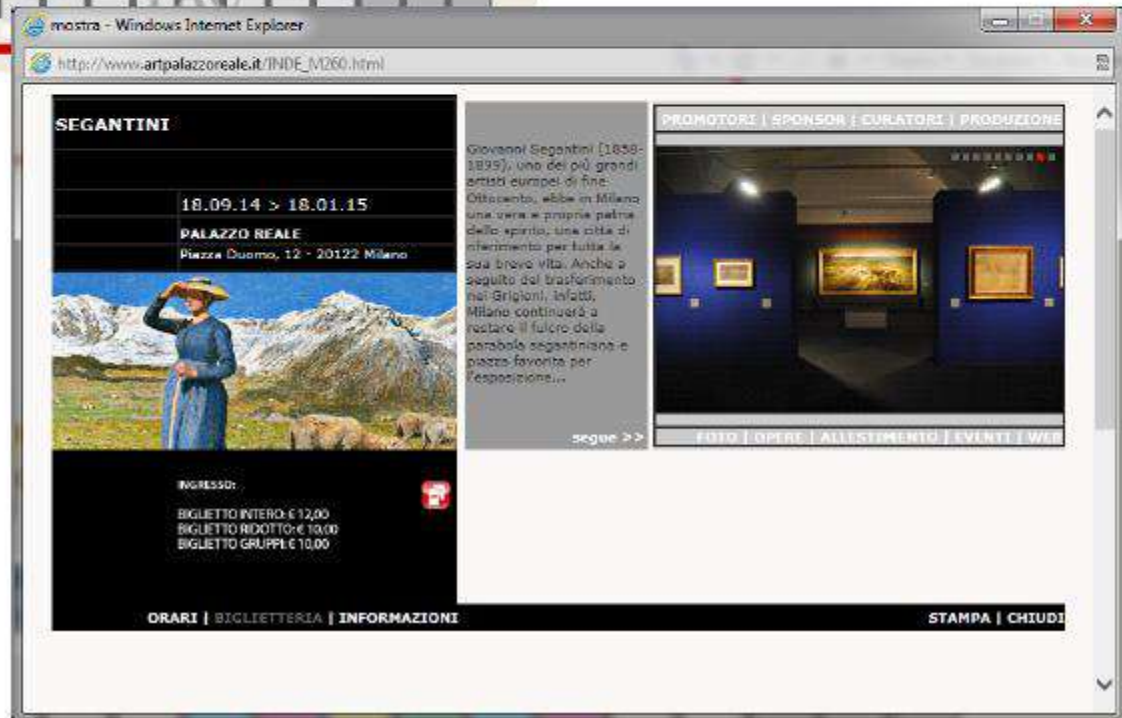 mostra - Windows Internet Explorer
http://www.artpalazzoreale.it/INDE_M260.html
SEGANTINI
18.09.14 > 18.01.15
PALAZZO REALE
Piazza Duomo, 12 - 20122 Milano
INGRESSO:
BIGLIETTO INTERO: € 12,00
BIGLIETTO RIDOTTO: € 10,00
BIGLIETTO GRUPPI: € 10,00
Giovanni Segantini [1858-
1899], uno dei più grandi
artisti europei di fine
Ottocento, ebbe in Milano
una vera e propria patria
dello spirito, una città di
riferimento per tutta la
sua breve vita. Anche a
seguito del trasferimento
nei Grigioni, infatti,
Milano continuerà a
restare il fulcro della
parabola segantiniana e
piazza favorita per
l'esposizione...
segue >>
PROMOTORI | SPONSOR | CURATORI | PRODUZIONE
FOTO | OPERE | ALLESTIMENTO | EVENTI | WEB
ORARI | BIGLIETTERIA | INFORMAZIONI
STAMPA | CHIUDI